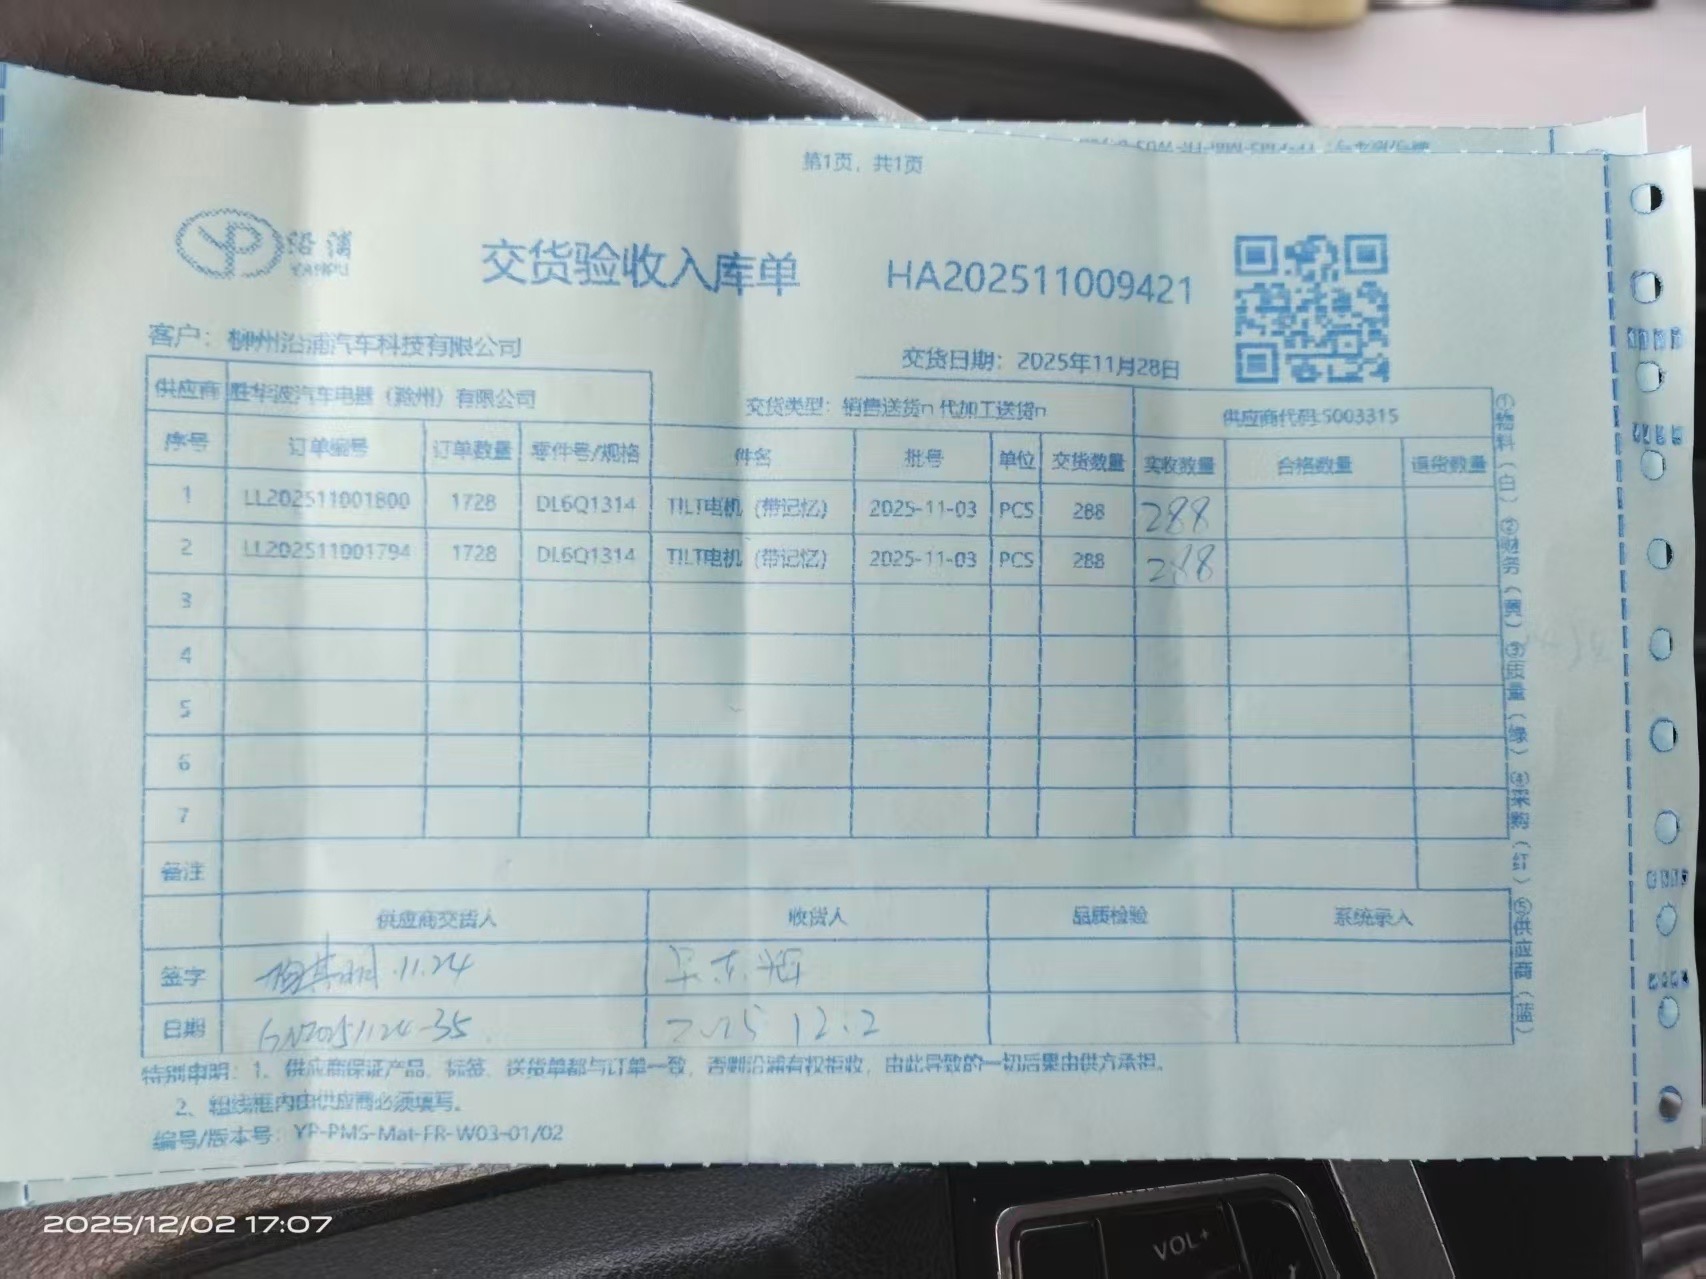 第1页，共1页
沿浦
YANPU
交货验收入库单 HA202511009421
客户：柳州沿浦汽车科技有限公司
交货日期：2025年11月28日
供应商 胜华波汽车电器（滁州）有限公司 交货类型：销售送货n 代加工送货n 供应商代码:5003315
序号 订单编号 订单数量 零件号/规格 件名 批号 单位 交货数量 实收数量 合格数量 退货数量
1 LL202511001800 1728 DL6Q1314 TILT电机（带记忆） 2025-11-03 PCS 288 288
2 LL202511001794 1728 DL6Q1314 TILT电机（带记忆） 2025-11-03 PCS 288 288
3
4
5
6
7
备注
供应商交货人 收货人 品质检验 系统录入
签字 11.24
日期 GN20251124-35 2025 12.2
特别申明：1、供应商保证产品、标签、送货单都与订单一致，否则沿浦有权拒收，由此导致的一切后果由供方承担。
2、粗线框内由供应商必须填写。
编号/版本号：YP-PMS-Mat-FR-W03-01/02
①物料（白）②财务（黄）③质量（绿）④采购（红）⑤供应商（蓝）
2025/12/02 17:07
VOL+